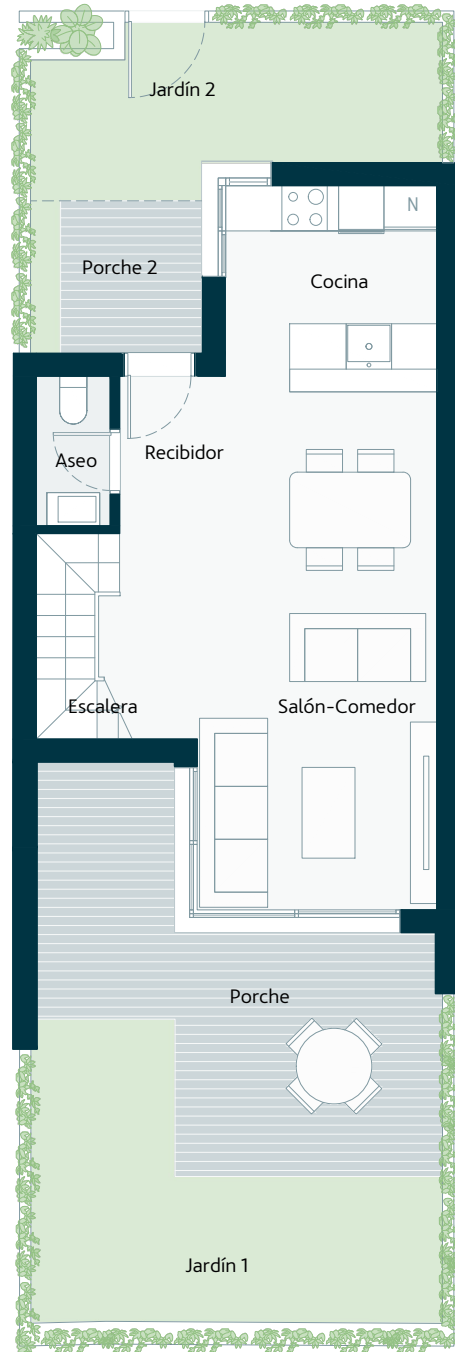 Jardín 2
N
Porche 2
Cocina
Recibidor
Aseo
Escalera
Salón-Comedor
Porche
Jardín 1